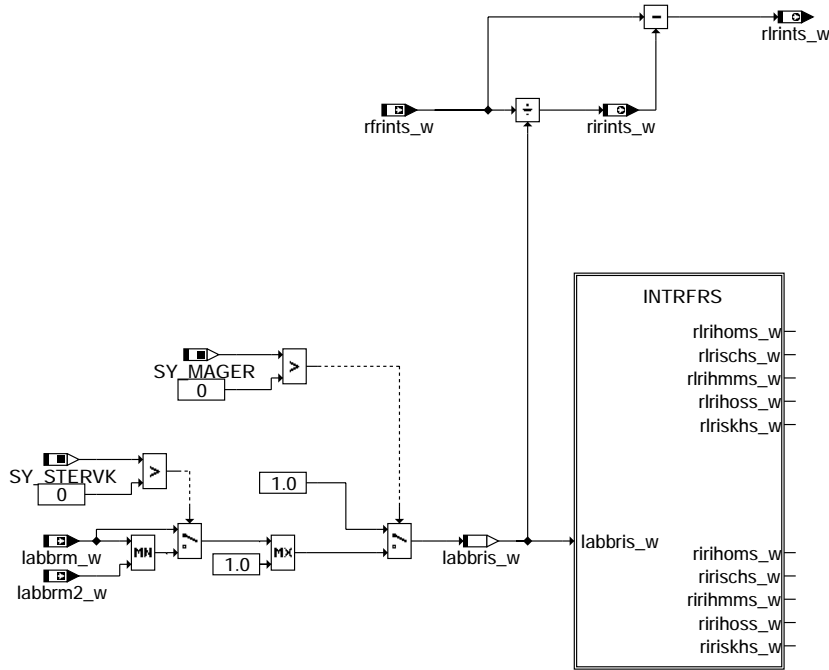 -
rlrints_w
rfrints_w
÷
rirints_w
INTRFRS
rlrihoms_w
rlrischs_w
rlrihmms_w
rlrihoss_w
rlriskhs_w
SY_MAGER
>
0
SY_STERVK
>
0
1.0
labbrm_w
MN
1.0
MX
labbris_w
labbris_w
labbrm2_w
ririhoms_w
ririschs_w
ririhmms_w
ririhoss_w
ririskhs_w